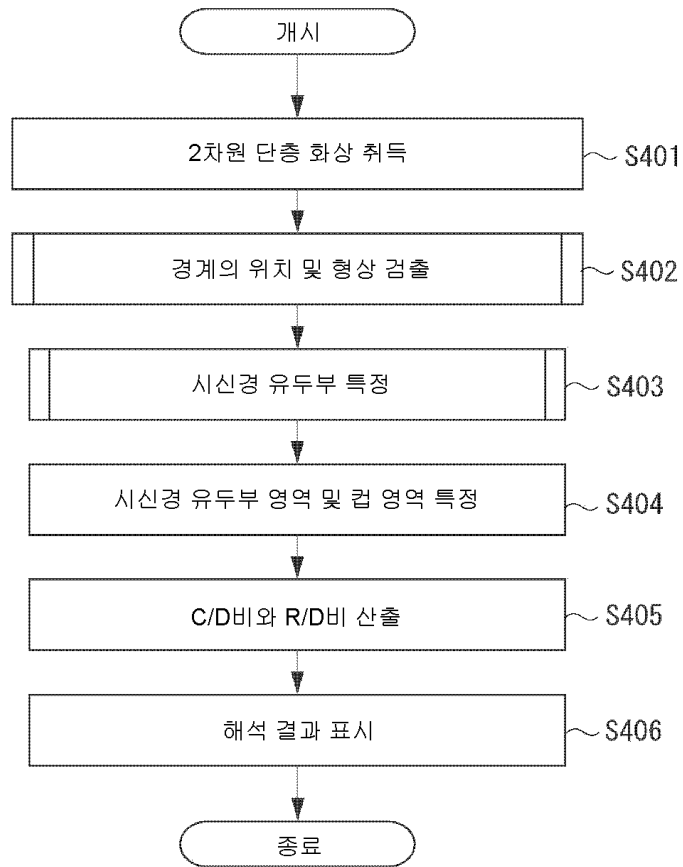 개시
2차원 단층 화상 취득
S401
경계의 위치 및 형상 검출
S402
시신경 유두부 특정
S403
시신경 유두부 영역 및 컵 영역 특정
S404
C/D비와 R/D비 산출
S405
해석 결과 표시
S406
종료